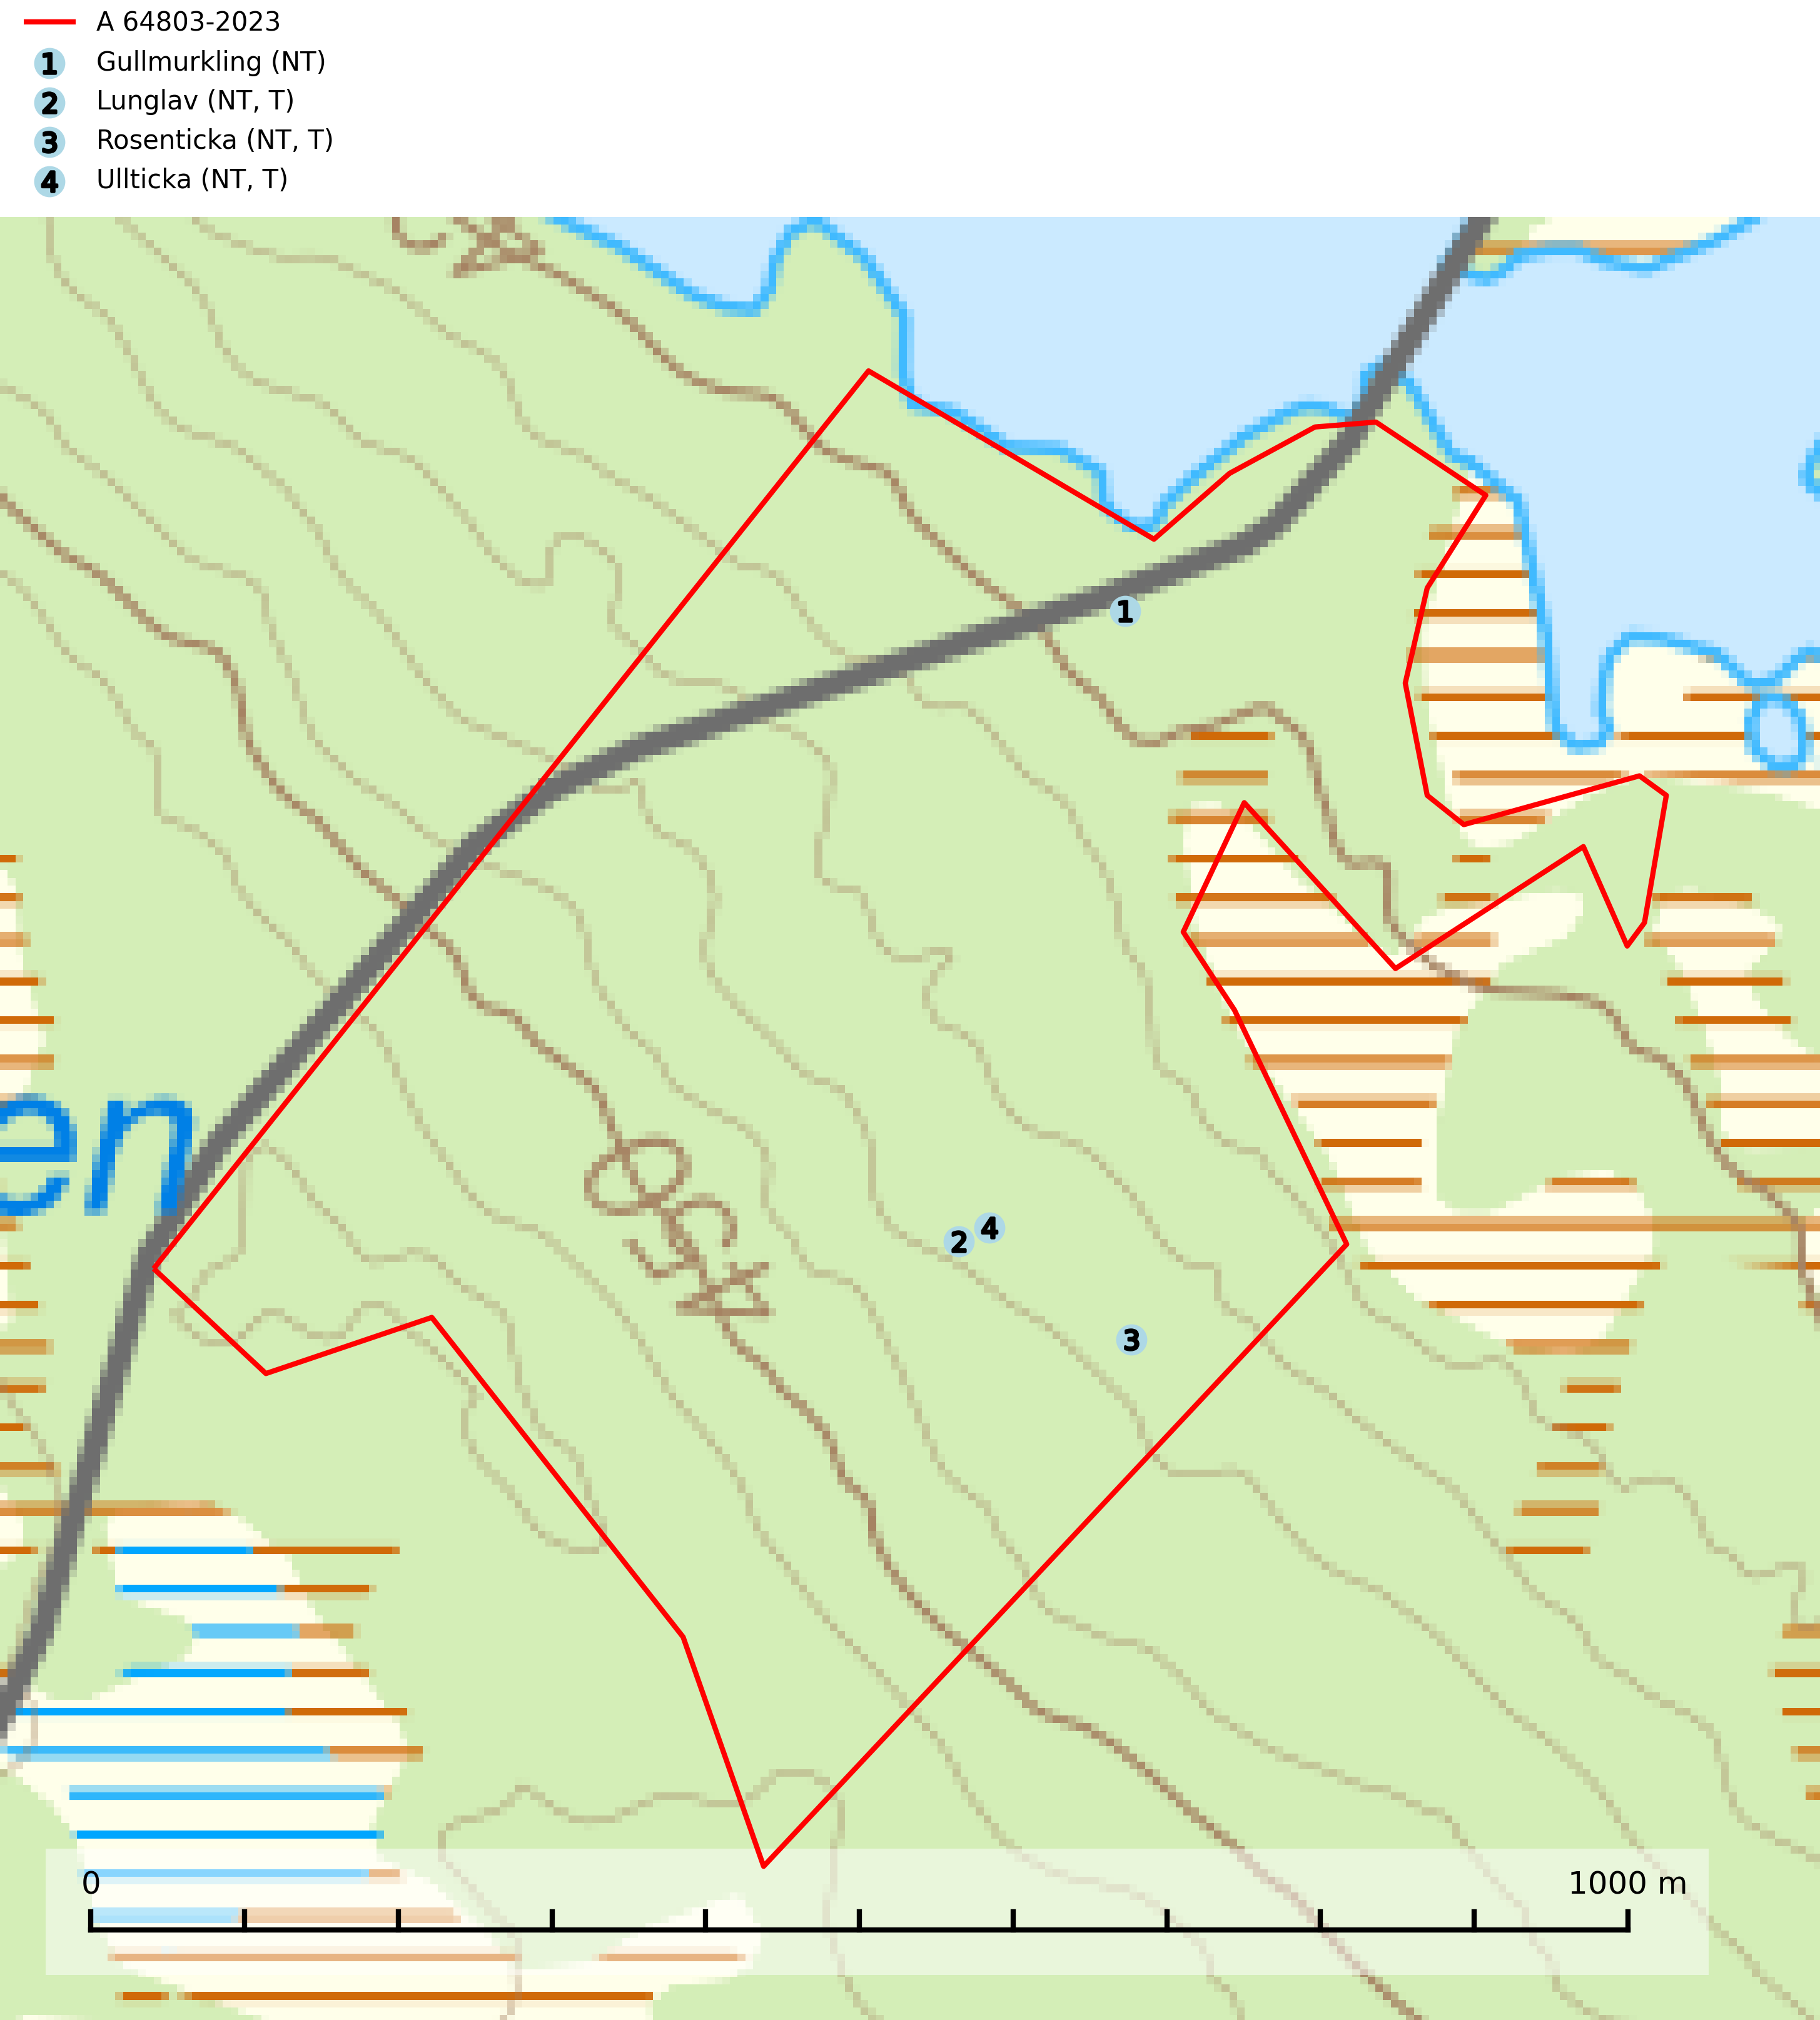 A 64803-2023
1 Gullmurkling (NT)
2 Lunglav (NT, T)
3 Rosenticka (NT, T)
4 Ullticka (NT, T)
1
en
2 4
3
0 1000 m